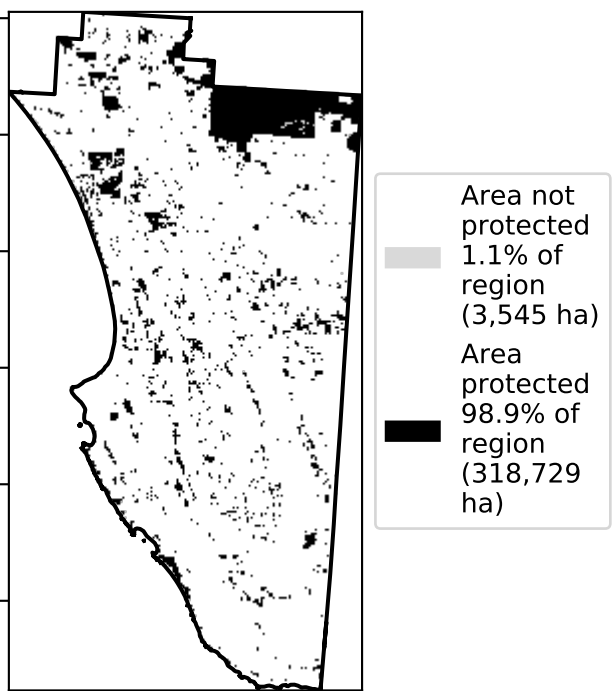 Area not
protected
1.1% of
region
(3,545 ha)
Area
protected
98.9% of
region
(318,729
ha)